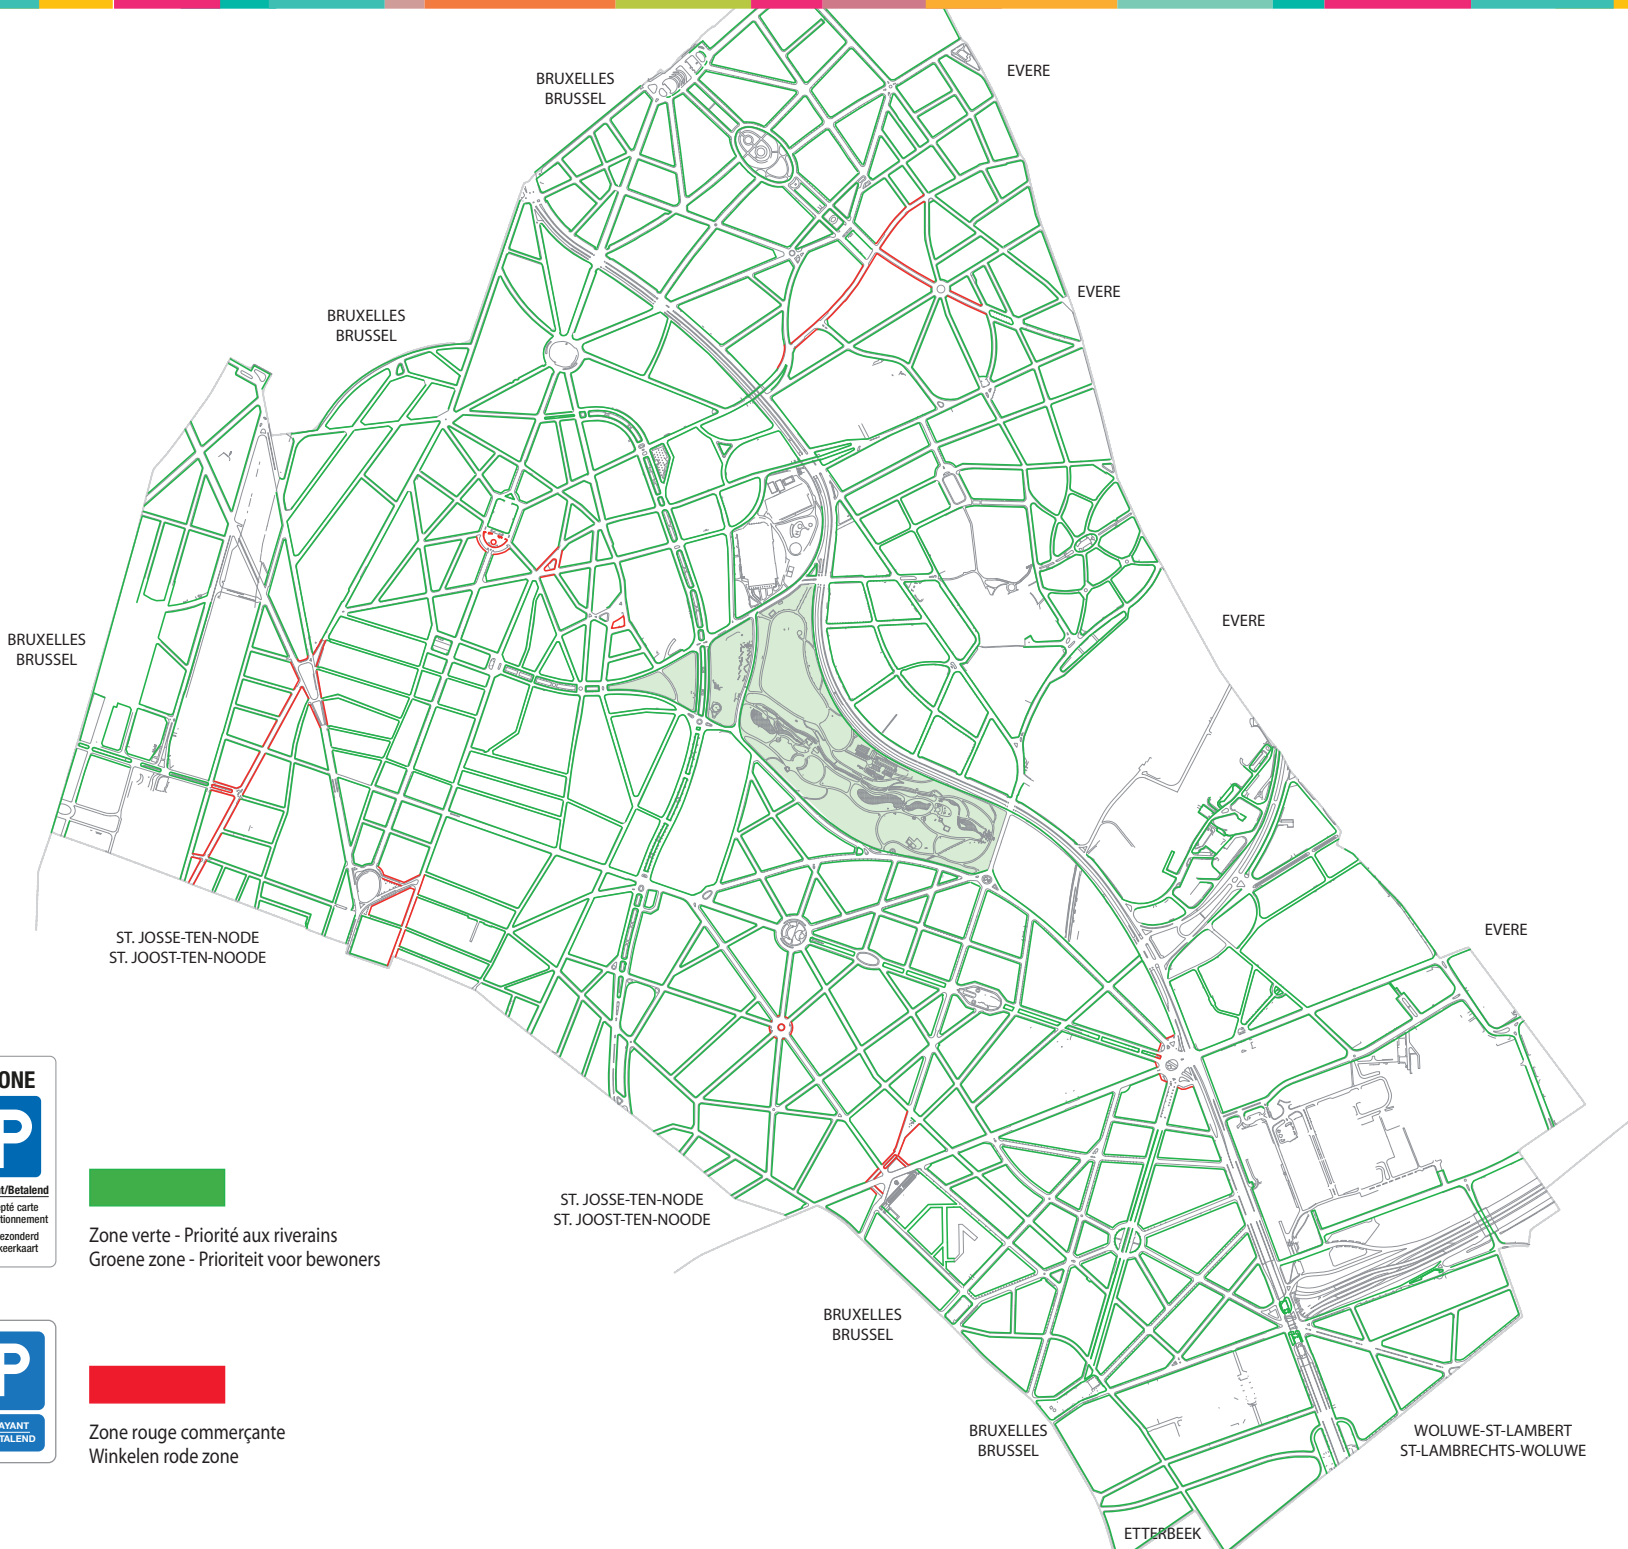 BRUXELLES
BRUSSEL
EVERE
BRUXELLES
BRUSSEL
EVERE
BRUXELLES
BRUSSEL
EVERE
ST. JOSSE-TEN-NODE
ST. JOOST-TEN-NOODE
EVERE
ONE
P
t/Betalend
pté carte
tionnement
ezonderd
keerkaart
Zone verte - Priorité aux riverains
Groene zone - Prioriteit voor bewoners
ST. JOSSE-TEN-NODE
ST. JOOST-TEN-NOODE
BRUXELLES
BRUSSEL
P
AYANT
TALEND
Zone rouge commerçante
Winkelen rode zone
BRUXELLES
BRUSSEL
WOLUWE-ST-LAMBERT
ST-LAMBRECHTS-WOLUWE
ETTERBEEK